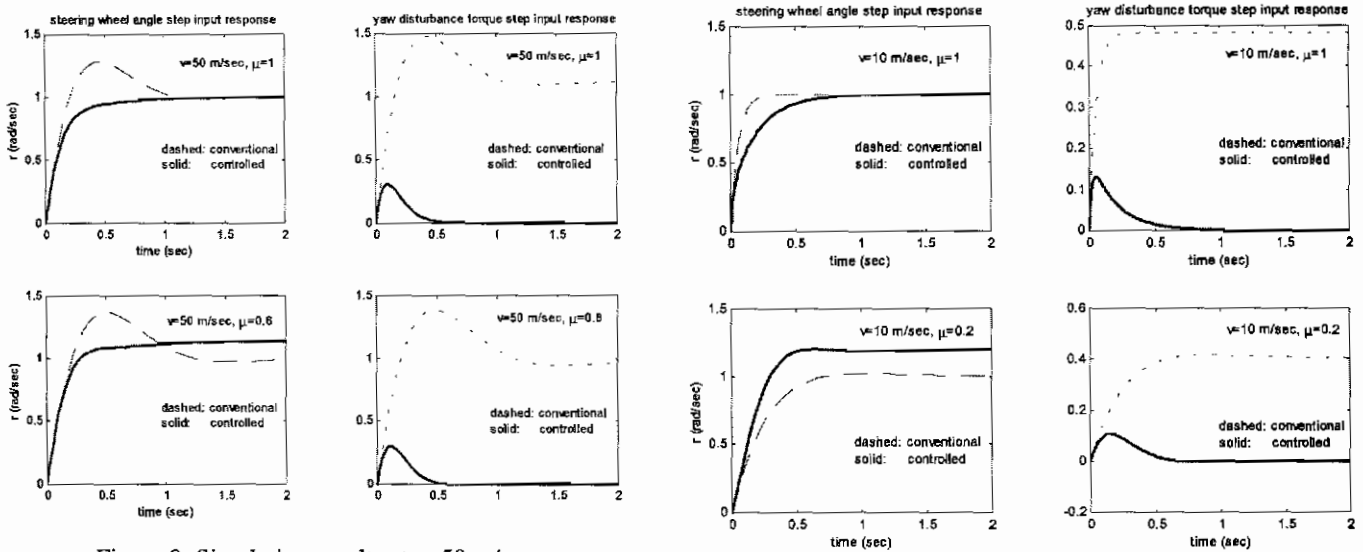 steering wheel angle step input response
1.5
1
0.5
0
r (rad/sec)
v=50 m/sec, μ=1
dashed: conventional
solid: controlled
0 0.5 1 1.5 2
time (sec)
yaw disturbance torque step input response
1.5
1
0.5
0
v=50 m/sec, μ=1
dashed: conventional
solid: controlled
0 0.5 1 1.5 2
steering wheel angle step input response
1.5
1
0.5
0
r (rad/sec)
v=10 m/sec, μ=1
dashed: conventional
solid: controlled
0 0.5 1 1.5 2
time (sec)
yaw disturbance torque step input response
0.5
0.4
0.3
0.2
0.1
0
v=10 m/sec, μ=1
dashed: conventional
solid: controlled
0 0.5 1 1.5 2
time (sec)
1.5
1
0.5
0
r (rad/sec)
v=50 m/sec,
dashed: conventional
solid: controlled
0 0.5 1 1.5 2
time (sec)
1.5
1
0.5
0
v=50 m/sec,
dashed: conventional
solid: controlled
0 0.5 1 1.5 2
1.5
1
0.5
0
r (rad/sec)
v=10 m/sec, μ=0.2
dashed: conventional
solid: controlled
0 0.5 1 1.5 2
time (sec)
0.6
0.4
0.2
0
-0.2
v=10 m/sec, μ=0.2
dashed: conventional
solid: controlled
0 0.5 1 1.5 2
time (sec)